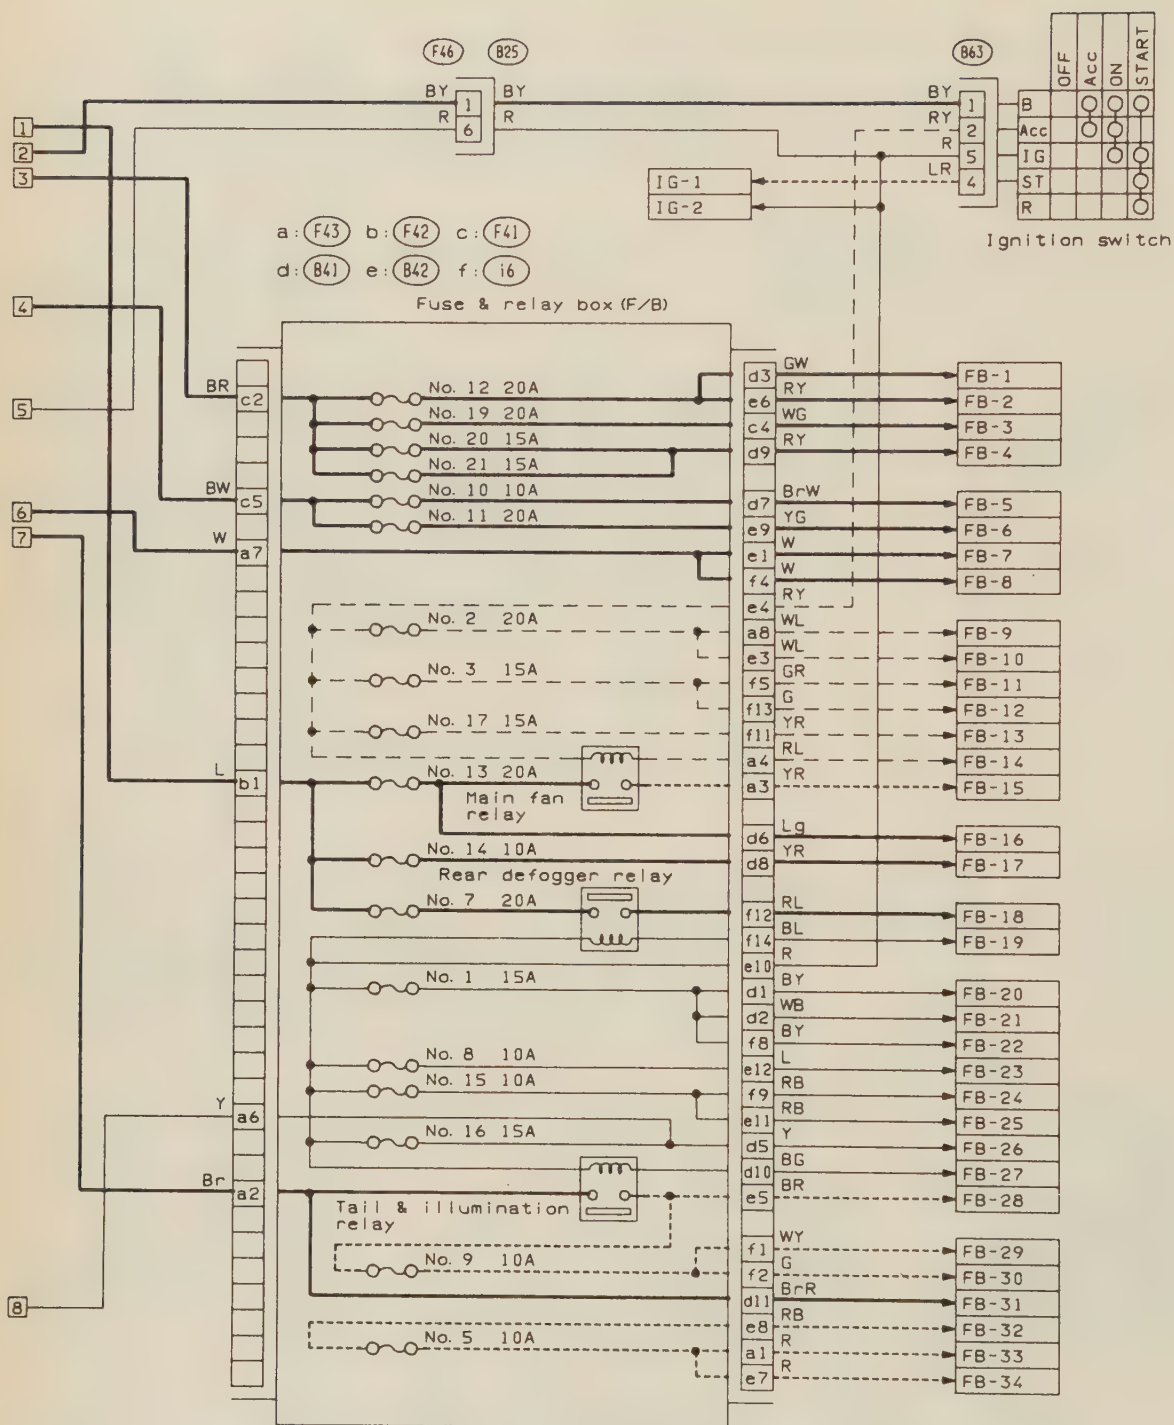 F46 B25 B63
OFF Acc ON START
BY BY BY
1 1 B
R R RY
6 2 Acc
R
5 IG
LR
4 ST
R
Ignition switch
IG-1
IG-2
1
2
3
4
5
6
7
8
a: F43 b: F42 c: F41
d: B41 e: B42 f: i6
Fuse & relay box (F/B)
BR c2
BW c5
W a7
L b1
Y a6
Br a2
No. 12 20A
No. 19 20A
No. 20 15A
No. 21 15A
No. 10 10A
No. 11 20A
No. 2 20A
No. 3 15A
No. 17 15A
No. 13 20A
Main fan
relay
No. 14 10A
Rear defogger relay
No. 7 20A
No. 1 15A
No. 8 10A
No. 15 10A
No. 16 15A
Tail & illumination
relay
No. 9 10A
No. 5 10A
d3 GW FB-1
e6 RY FB-2
c4 WG FB-3
d9 RY FB-4
d7 BrW FB-5
e9 YG FB-6
e1 W FB-7
f4 W FB-8
e4 RY
a8 WL FB-9
e3 WL FB-10
f5 GR FB-11
f13 G FB-12
f11 YR FB-13
a4 RL FB-14
a3 YR FB-15
d6 Lg FB-16
d8 YR FB-17
f12 RL FB-18
f14 BL FB-19
e10 R
d1 BY FB-20
d2 WB FB-21
f8 BY FB-22
e12 L FB-23
f9 RB FB-24
e11 RB FB-25
d5 Y FB-26
d10 BG FB-27
e5 BR FB-28
f1 WY FB-29
f2 G FB-30
d11 BrR FB-31
e8 RB FB-32
a1 R FB-33
e7 R FB-34